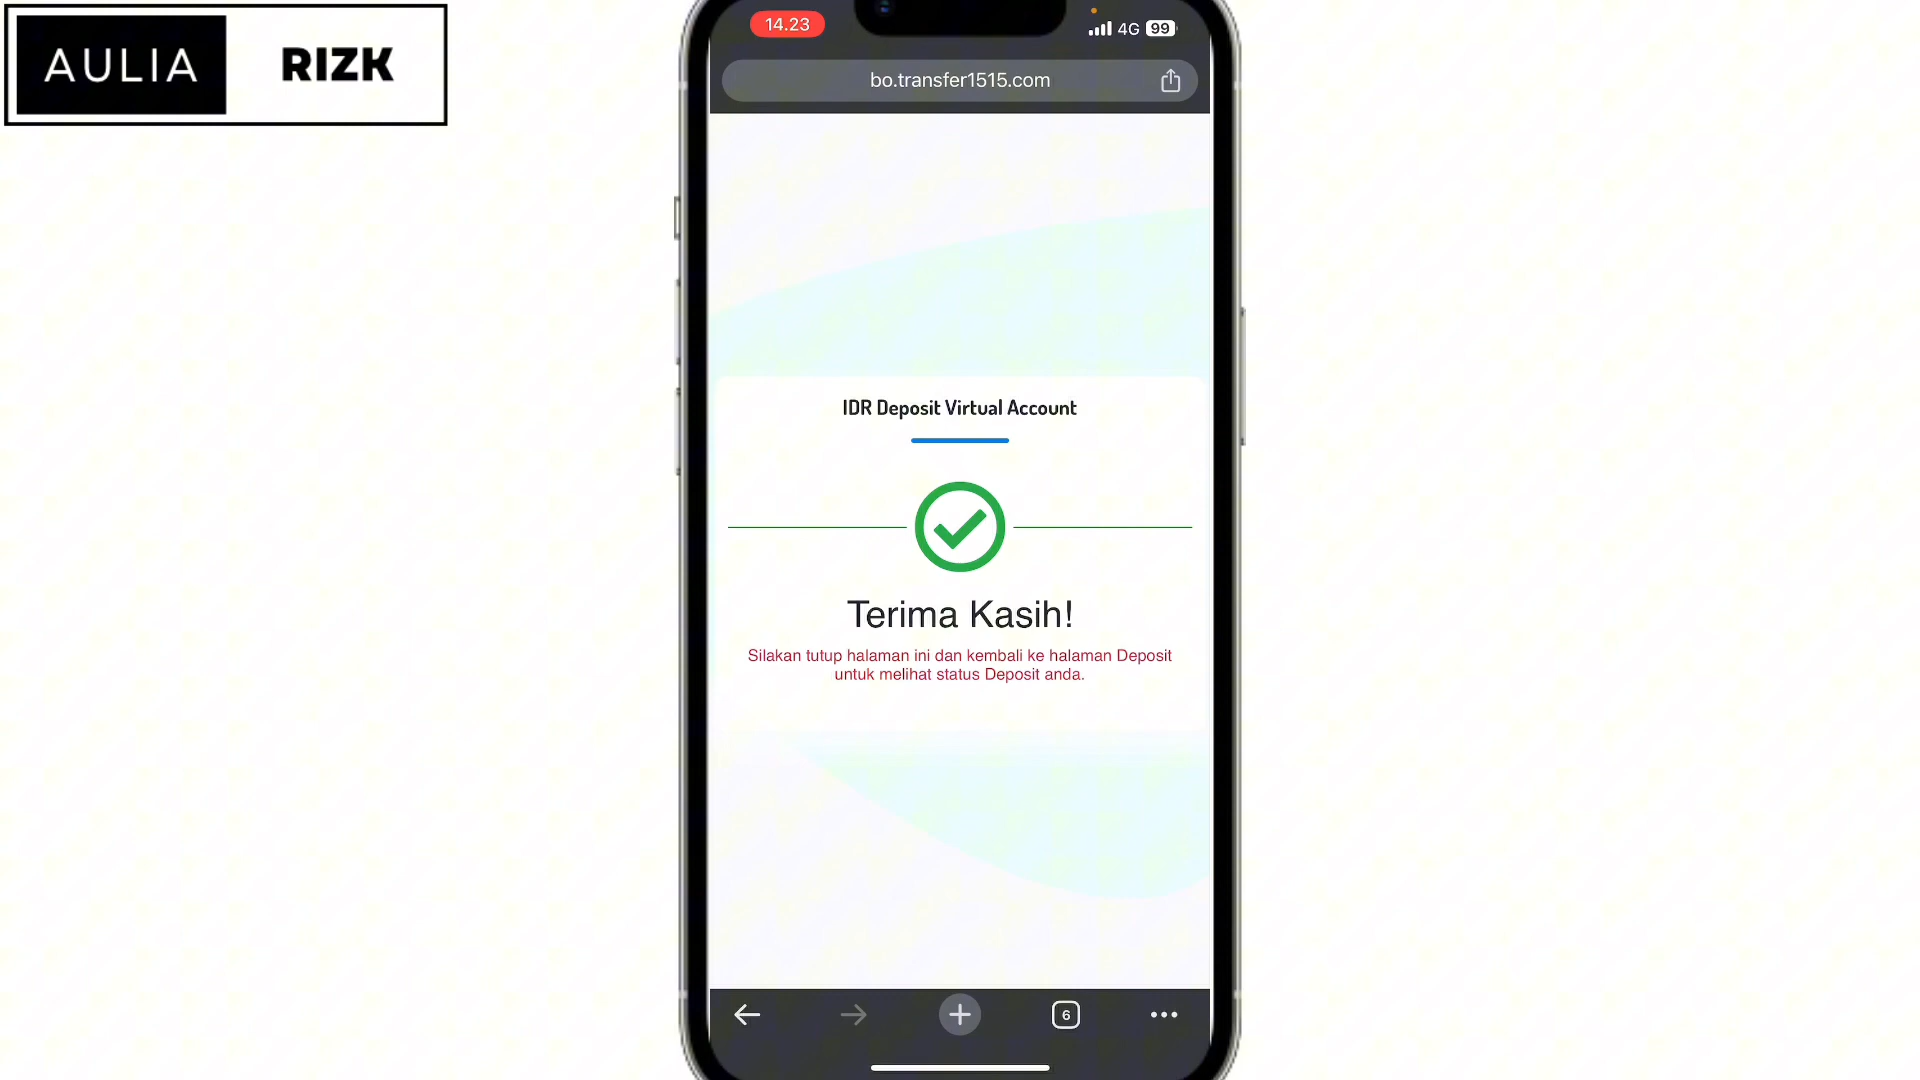 AULIA RIZK
14.23
4G 99
bo.transfer1515.com
IDR Deposit Virtual Account
Terima Kasih!
Silakan tutup halaman ini dan kembali ke halaman Deposit
untuk melihat status Deposit anda.
6